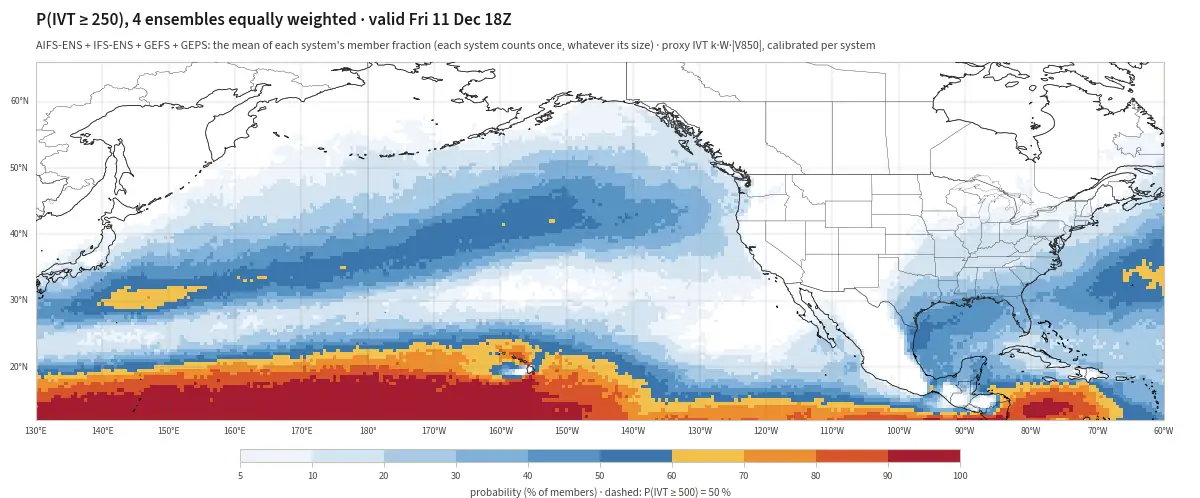 P(IVT ≥ 250), 4 ensembles equally weighted · valid Fri 11 Dec 18Z
AIFS-ENS + IFS-ENS + GEFS + GEPS: the mean of each system's member fraction (each system counts once, whatever its size) · proxy IVT k·W·|V850|, calibrated per system
60°N
50°N
40°N
30°N
20°N
130°E 140°E 150°E 160°E 170°E 180° 170°W 160°W 150°W 140°W 130°W 120°W 110°W 100°W 90°W 80°W 70°W 60°W
5 10 20 30 40 50 60 70 80 90 100
probability (% of members) · dashed: P(IVT ≥ 500) = 50 %